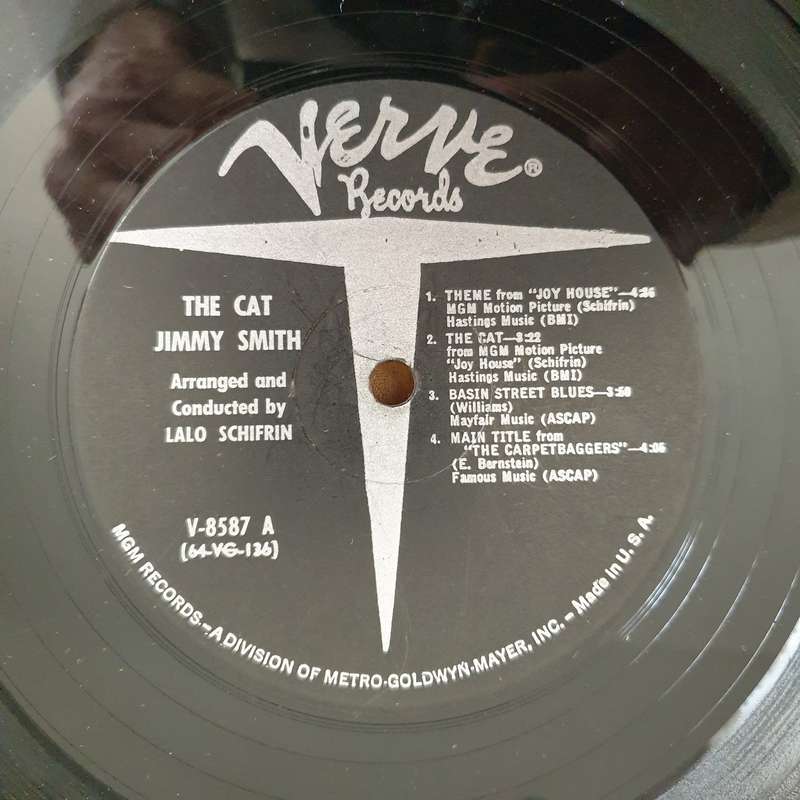 VERVE ®
Records
THE CAT
JIMMY SMITH
Arranged and
Conducted by
LALO SCHIFRIN
V-8587 A
(64-VG-136)
1. THEME from "JOY HOUSE"—4:36
MGM Motion Picture (Schifrin)
Hastings Music (BMI)
2. THE CAT—3:22
from MGM Motion Picture
"Joy House" (Schifrin)
Hastings Music (BMI)
3. BASIN STREET BLUES—3:50
(Williams)
Mayfair Music (ASCAP)
4. MAIN TITLE from
"THE CARPETBAGGERS"—4:05
(E. Bernstein)
Famous Music (ASCAP)
MGM RECORDS–A DIVISION OF METRO-GOLDWYN-MAYER, INC. – Made in U. S. A.